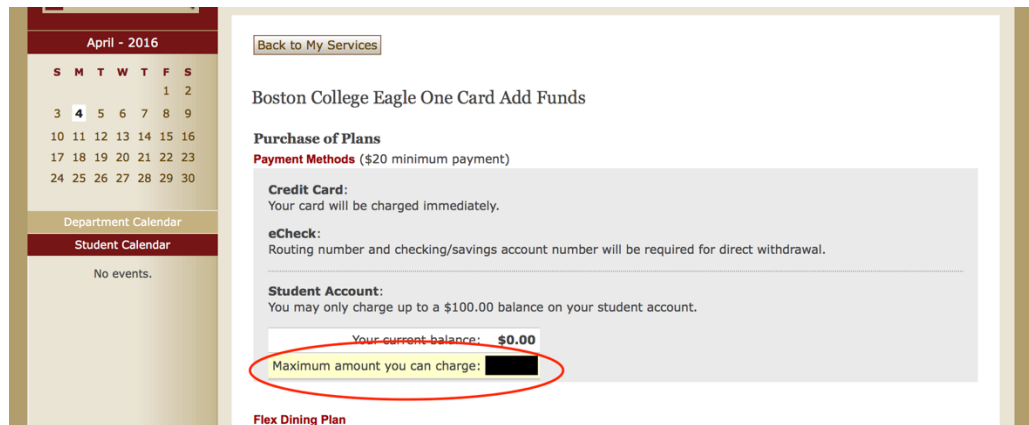 April - 2016
S M T W T F S
1 2
3 4 5 6 7 8 9
10 11 12 13 14 15 16
17 18 19 20 21 22 23
24 25 26 27 28 29 30
Department Calendar
Student Calendar
No events.
Back to My Services
Boston College Eagle One Card Add Funds
Purchase of Plans
Payment Methods ($20 minimum payment)
Credit Card:
Your card will be charged immediately.
eCheck:
Routing number and checking/savings account number will be required for direct withdrawal.
Student Account:
You may only charge up to a $100.00 balance on your student account.
Your current balance: $0.00
Maximum amount you can charge:
Flex Dining Plan